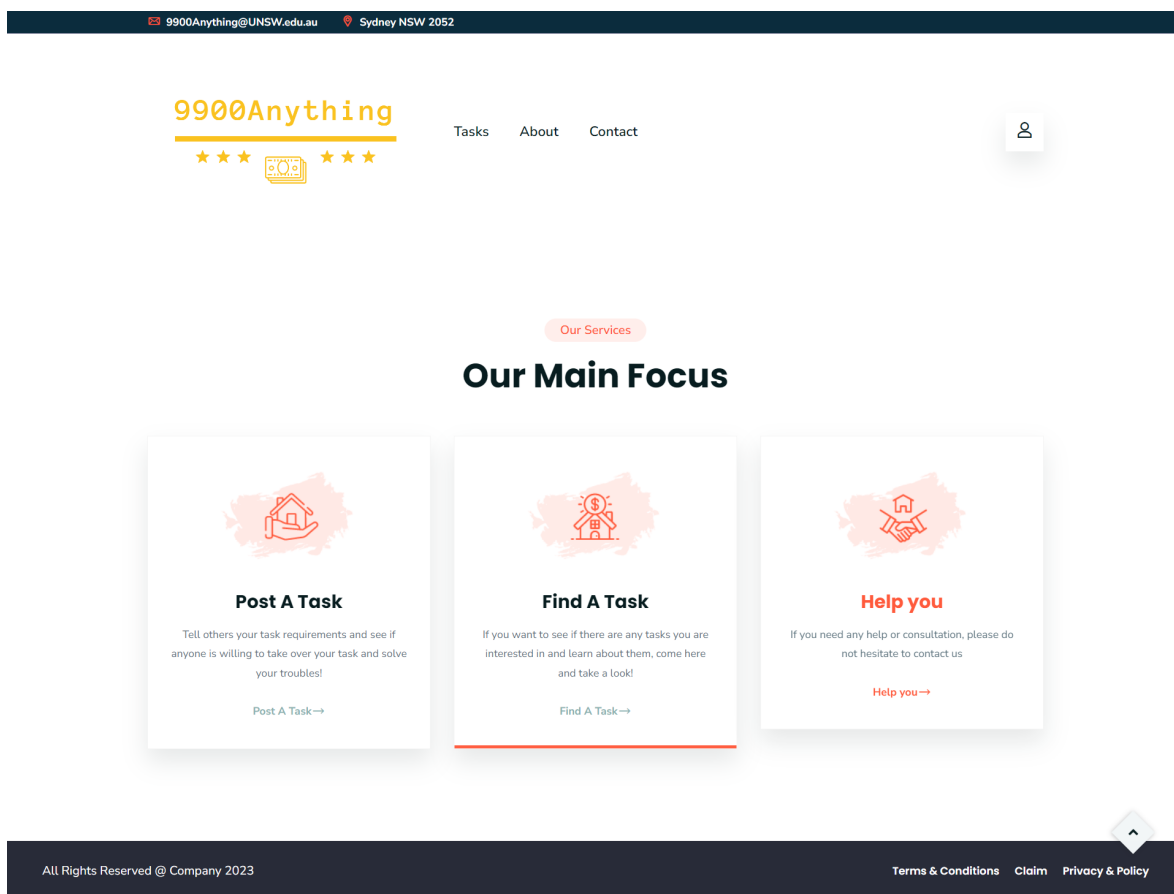 9900Anything@UNSW.edu.au Sydney NSW 2052
9900Anything
Tasks About Contact
Our Services
Our Main Focus
Post A Task
Tell others your task requirements and see if
anyone is willing to take over your task and solve
your troubles!
Post A Task→
Find A Task
If you want to see if there are any tasks you are
interested in and learn about them, come here
and take a look!
Find A Task→
Help you
If you need any help or consultation, please do
not hesitate to contact us
Help you→
All Rights Reserved @ Company 2023
Terms & Conditions Claim Privacy & Policy